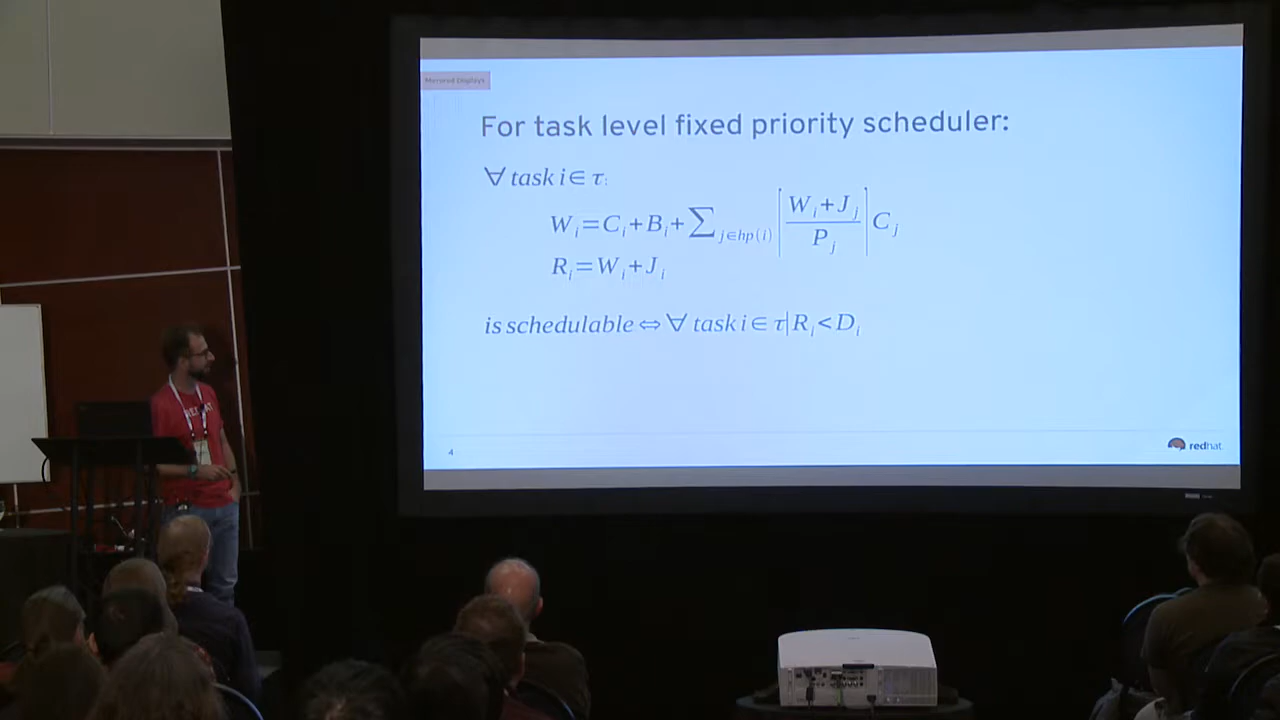 Mirrored Displays
For task level fixed priority scheduler:
∀ task i ∈ τ:
W_i=C_i+B_i+∑_{j∈hp(i)}⌈(W_i+J_j)/P_j⌉C_j
R_i=W_i+J_i
is schedulable ⇔ ∀ task i ∈ τ|R_i<D_i
4
redhat